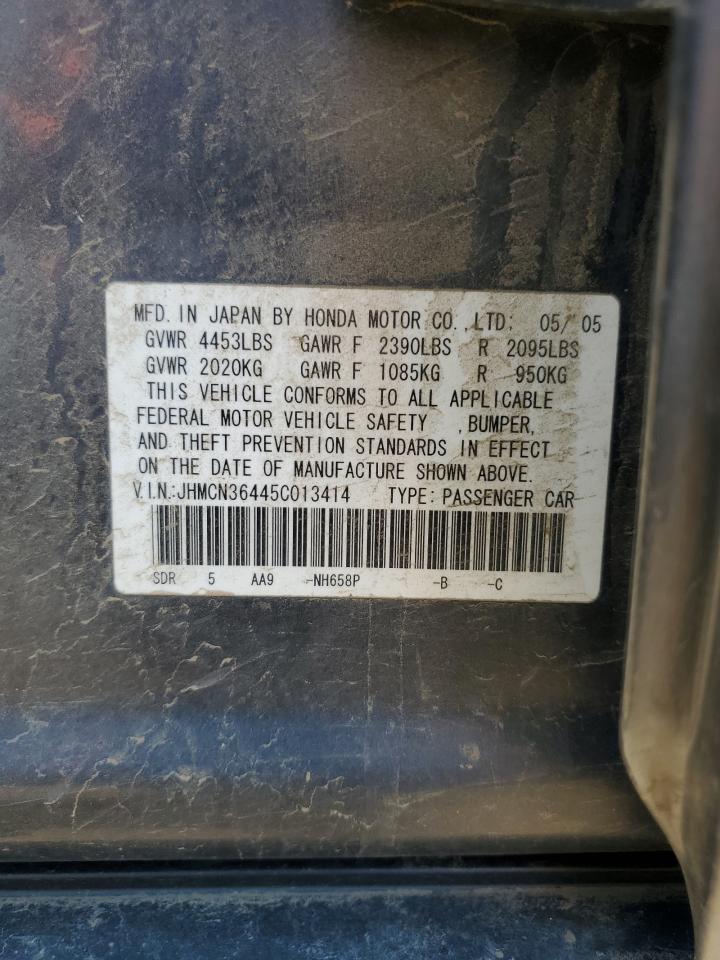 MFD. IN JAPAN BY HONDA MOTOR CO., LTD: 05/ 05
GVWR 4453LBS GAWR F 2390LBS R 2095LBS
GVWR 2020KG GAWR F 1085KG R 950KG
THIS VEHICLE CONFORMS TO ALL APPLICABLE
FEDERAL MOTOR VEHICLE SAFETY , BUMPER,
AND THEFT PREVENTION STANDARDS IN EFFECT
ON THE DATE OF MANUFACTURE SHOWN ABOVE.
V.I.N.:JHMCN36445C013414 TYPE: PASSENGER CAR
SDR 5 AA9 -NH658P -B -C